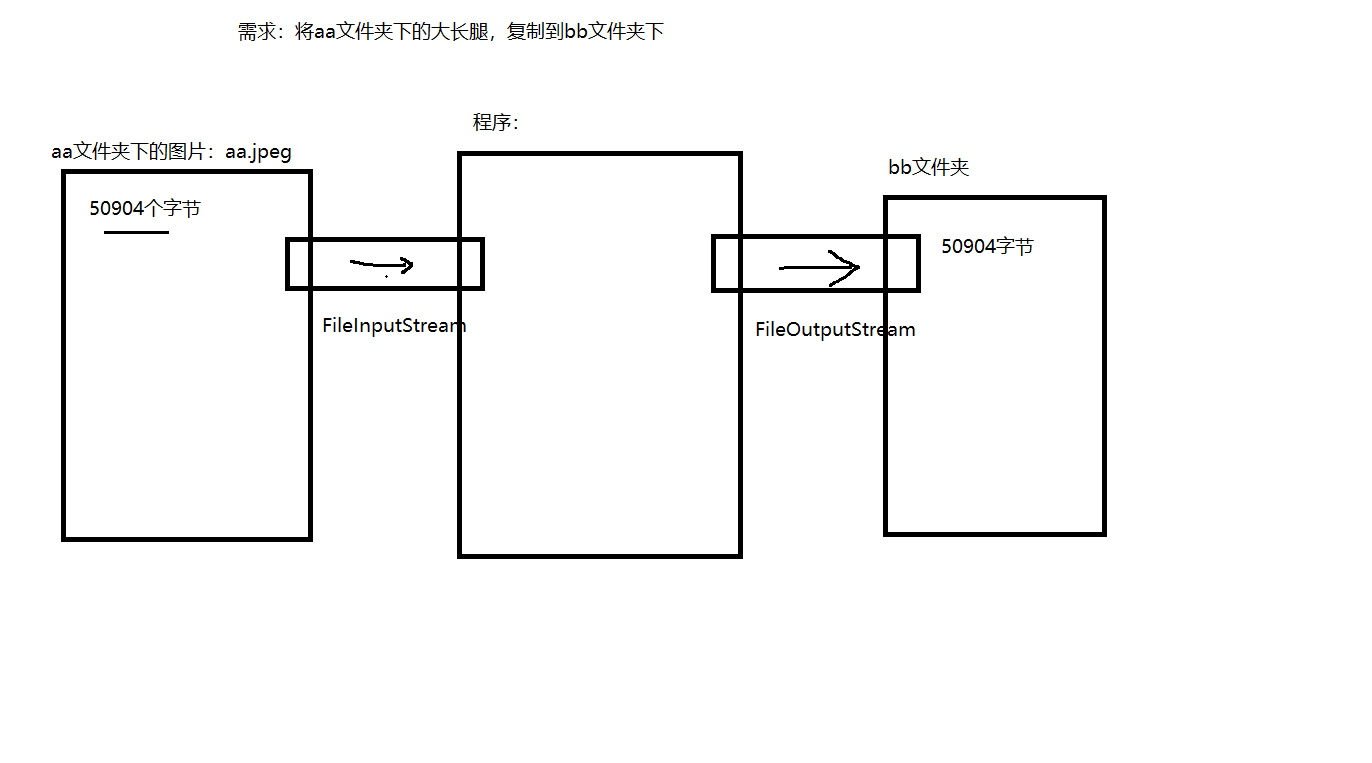 需求：将aa文件夹下的大长腿，复制到bb文件夹下
程序：
aa文件夹下的图片：aa.jpeg
bb文件夹
50904个字节
50904字节
FileInputStream
FileOutputStream